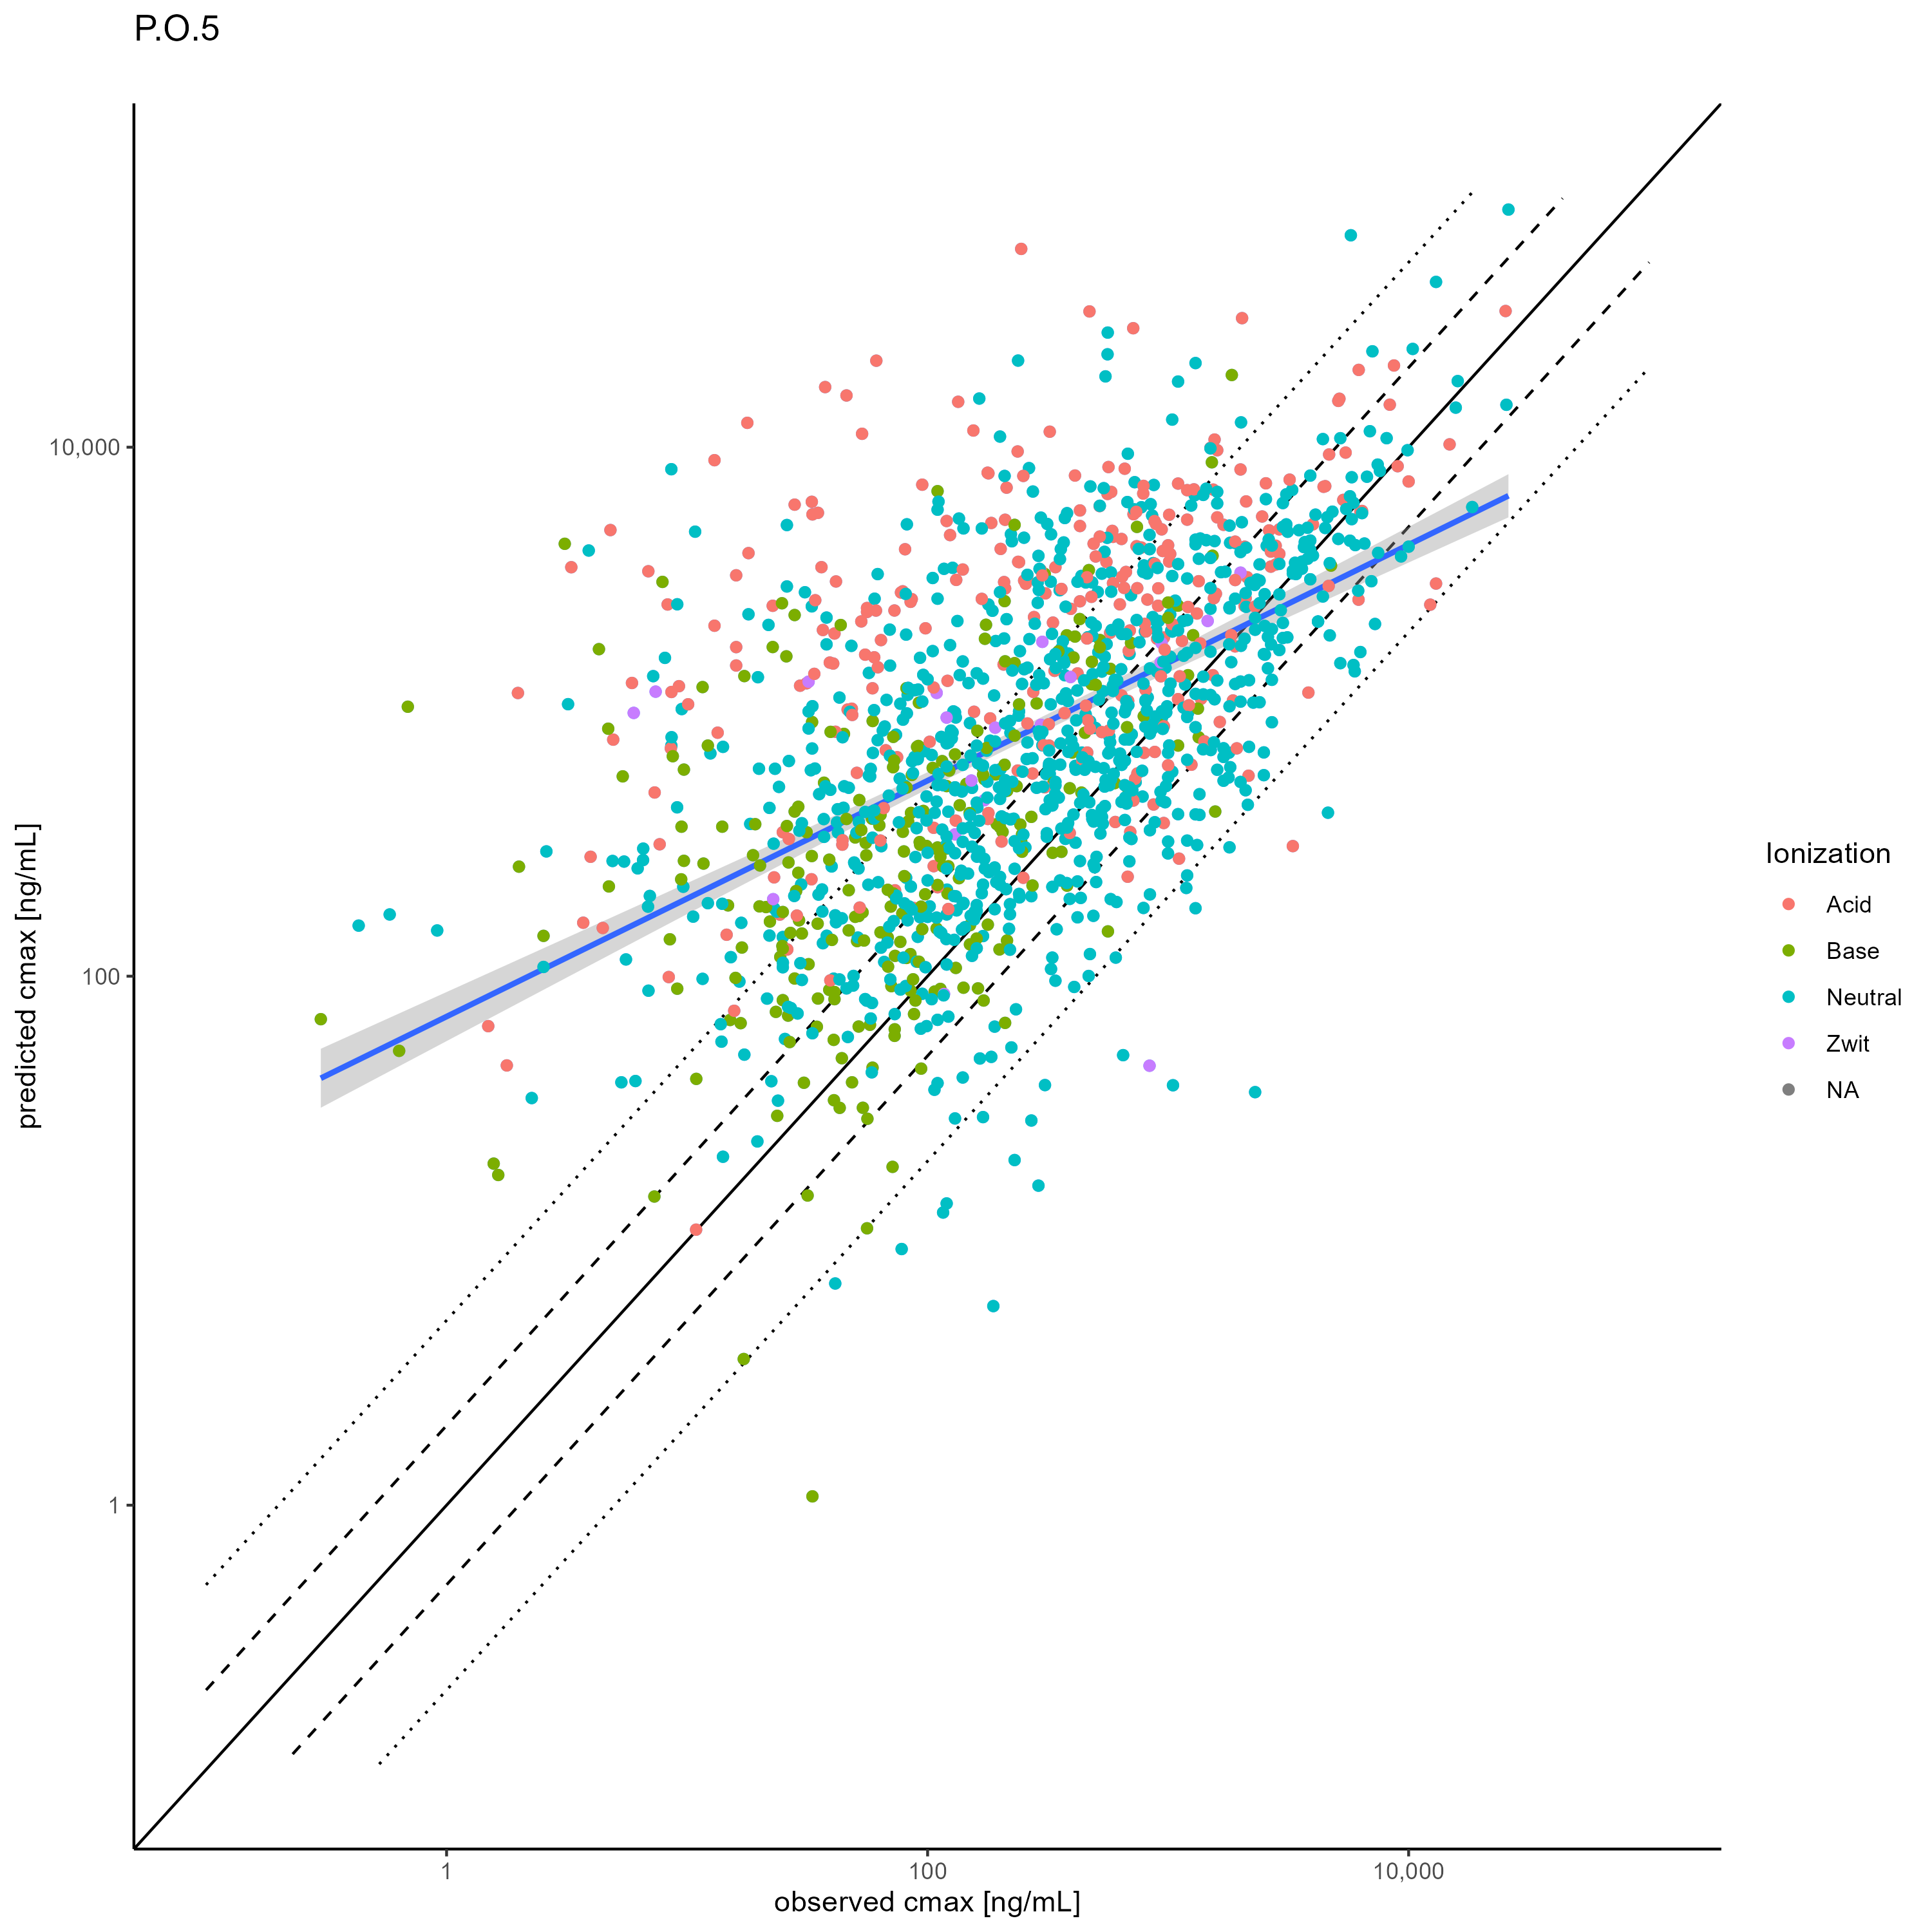 P.O.5
predicted cmax [ng/mL]
10,000
100
1
1
100
10,000
observed cmax [ng/mL]
Ionization
Acid
Base
Neutral
Zwit
NA